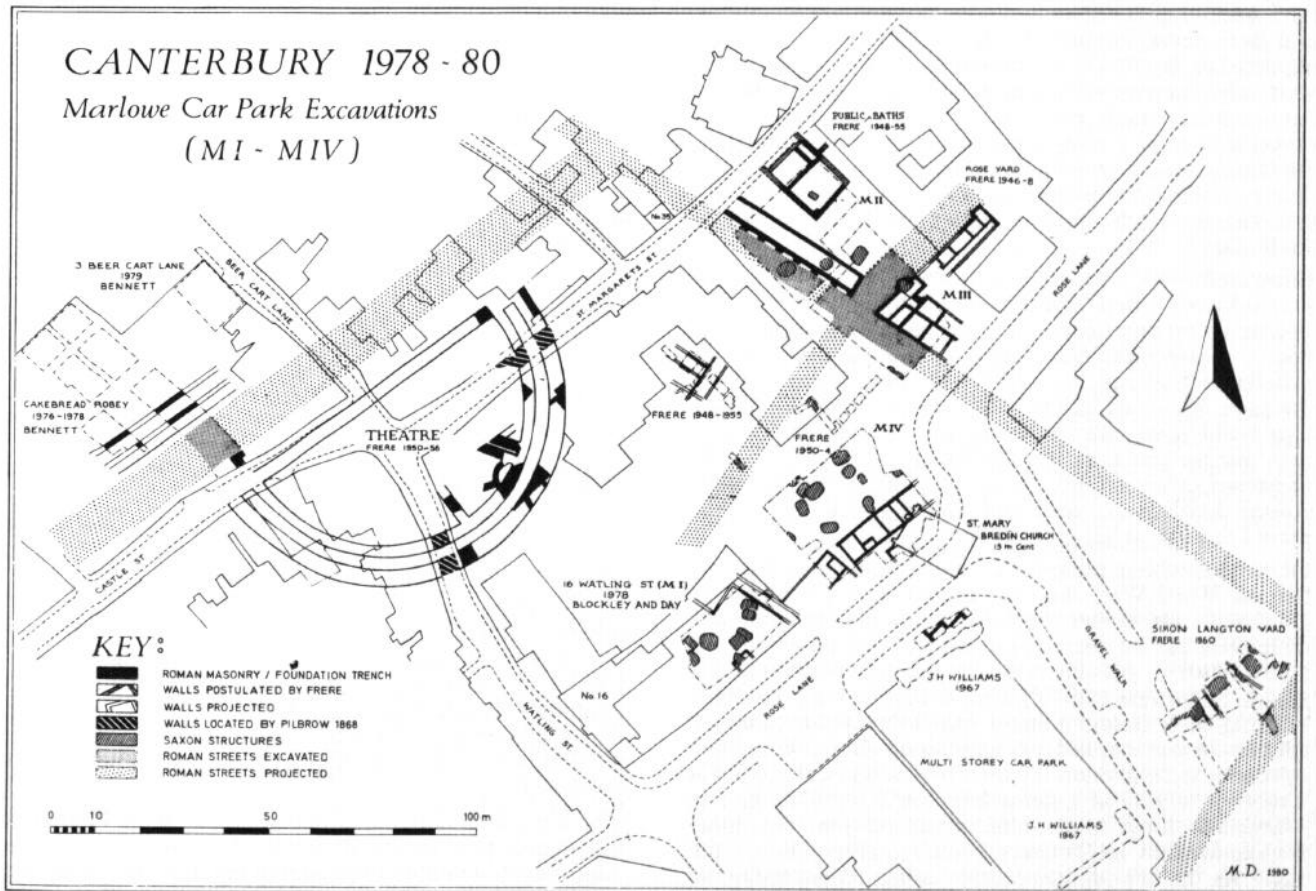 CANTERBURY 1978 - 80
Marlowe Car Park Excavations
(MI - MIV)
PUBLIC BATHS
FRERE 1948-55
M II
ROSE YARD
FRERE 1946-8
No. 35
ST. MARGARETS ST.
M III
ROSE LANE
3 BEER CART LANE
1979
BENNETT
BEER CART LANE
CAKEBREAD ROBEY
1976-1978
BENNETT
THEATRE
FRERE 1950-56
FRERE 1948-1955
FRERE
1950-4
M IV
CASTLE ST.
ST. MARY
BREDIN CHURCH
13th Cent
16 WATLING ST (M I)
1978
BLOCKLEY AND DAY
No. 16
WATLING ST.
ROSE LANE
J H WILLIAMS
1967
GRAVEL WALK
SIMON LANGTON YARD
FRERE 1960
MULTI STOREY CAR PARK
J H WILLIAMS
1967
KEY:
ROMAN MASONRY / FOUNDATION TRENCH
WALLS POSTULATED BY FRERE
WALLS PROJECTED
WALLS LOCATED BY PILBROW 1868
SAXON STRUCTURES
ROMAN STREETS EXCAVATED
ROMAN STREETS PROJECTED
0 10 50 100 m
M.D. 1980